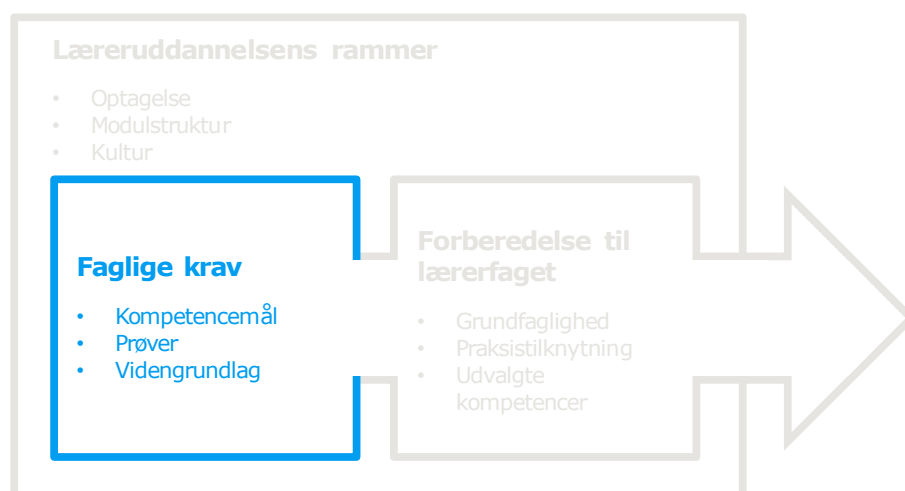 Læreruddannelsens rammer
• Optagelse
• Modulstruktur
• Kultur
Faglige krav
• Kompetencemål
• Prøver
• Videngrundlag
Forberedelse til
lærerfaget
• Grundfaglighed
• Praksistilknytning
• Udvalgte
kompetencer